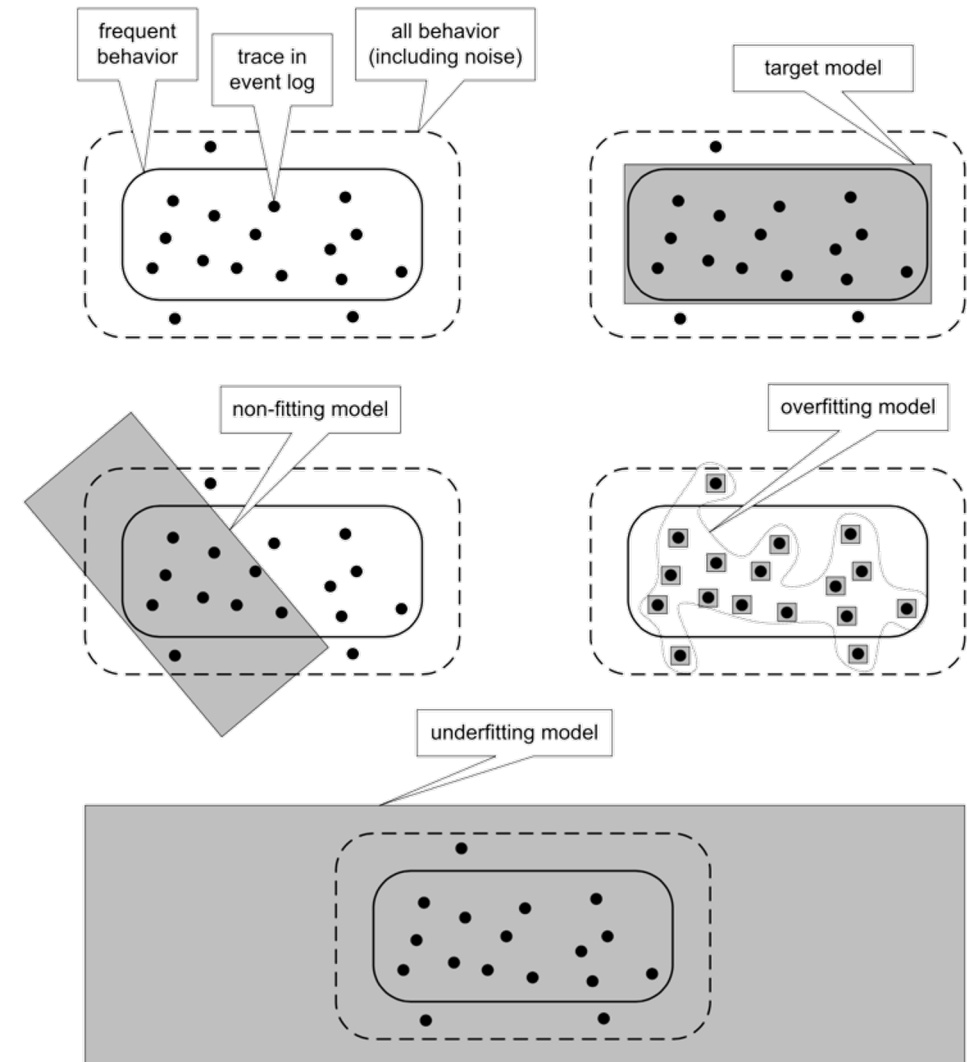 frequent
behavior
trace in
event log
all behavior
(including noise)
target model
non-fitting model
overfitting model
underfitting model